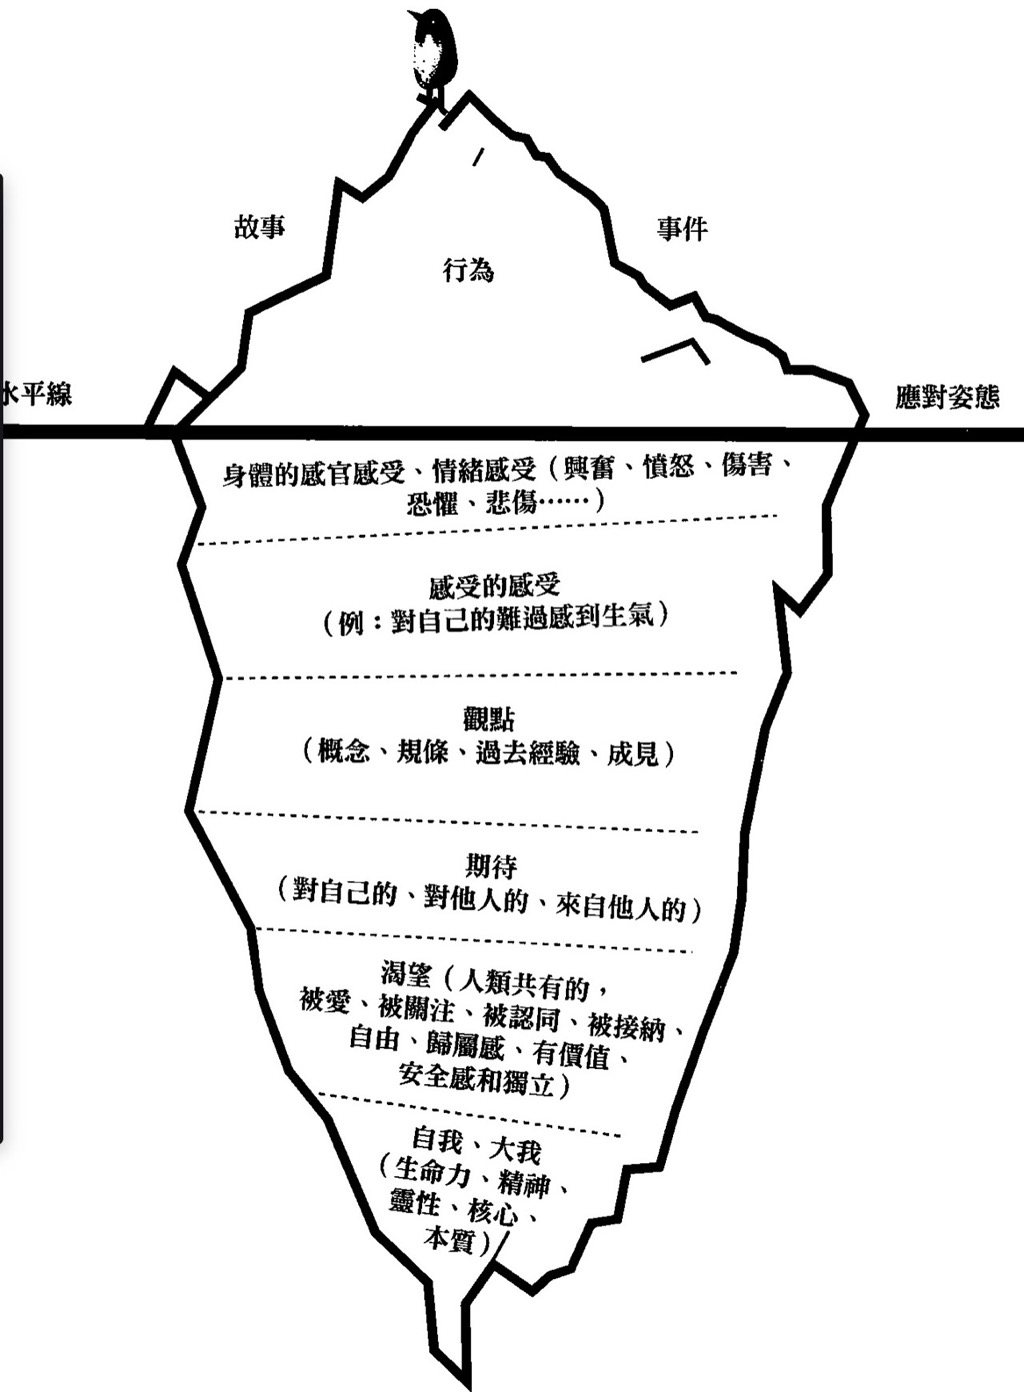 故事
事件
行為
水平線
應對姿態
身體的感官感受、情緒感受（興奮、憤怒、傷害、
恐懼、悲傷……）
感受的感受
（例：對自己的難過感到生氣）
觀點
（概念、規條、過去經驗、成見）
期待
（對自己的、對他人的、來自他人的）
渴望（人類共有的，
被愛、被關注、被認同、被接納、
自由、歸屬感、有價值、
安全感和獨立）
自我、大我
（生命力、精神、
靈性、核心、
本質）